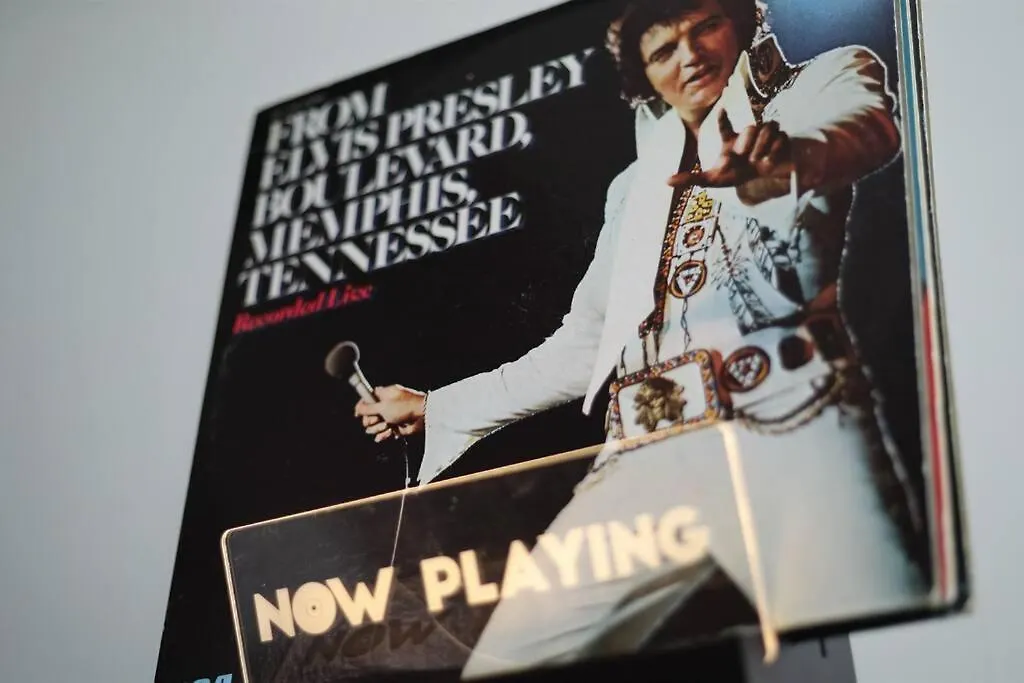 FROM
ELVIS PRESLEY
BOULEVARD,
MEMPHIS,
TENNESSEE
Recorded Live
NOW PLAYING